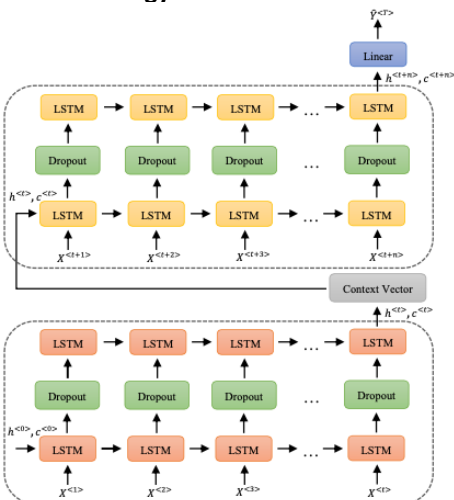 Ŷ<T>
Linear
h<t+n>, c<t+n>
LSTM LSTM LSTM ... LSTM
Dropout Dropout Dropout ... Dropout
h<t>, c<t>
LSTM LSTM LSTM ... LSTM
X<t+1> X<t+2> X<t+3> X<t+n>
Context Vector
h<t>, c<t>
LSTM LSTM LSTM ... LSTM
Dropout Dropout Dropout ... Dropout
h<0>, c<0>
LSTM LSTM LSTM ... LSTM
X<1> X<2> X<3> X<t>